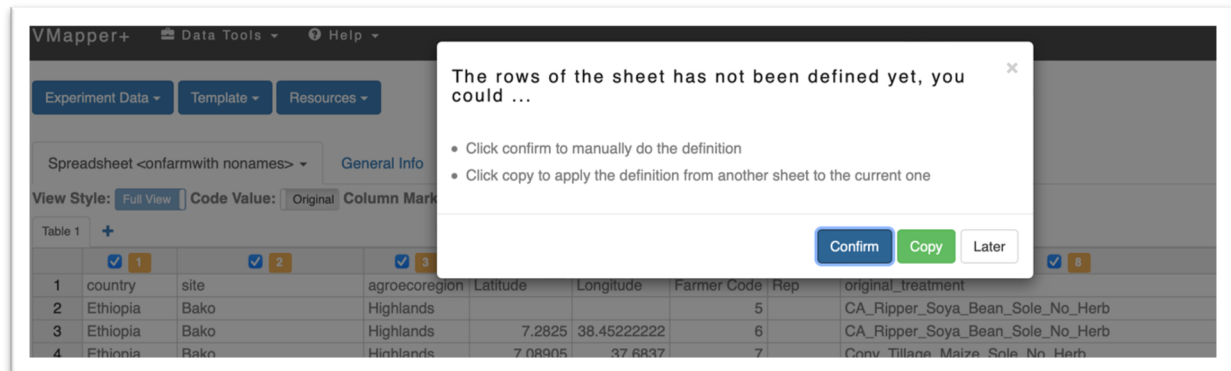 VMapper+ Data Tools Help
The rows of the sheet has not been defined yet, you
could ...
×
Experiment Data Template Resources
Click confirm to manually do the definition
Spreadsheet <onfarmwith nonames> General Info
Click copy to apply the definition from another sheet to the current one
View Style: Full View Code Value: Original Column Mark
Table 1 +
Confirm Copy Later
1 2 3 8
1 country site agroecoregion Latitude Longitude Farmer Code Rep original_treatment
2 Ethiopia Bako Highlands 5 CA_Ripper_Soya_Bean_Sole_No_Herb
3 Ethiopia Bako Highlands 7.2825 38.45222222 6 CA_Ripper_Soya_Bean_Sole_No_Herb
4 Ethiopia Bako Highlands 7.08905 37.6837 7 Conv_Tillage_Maize_Sole_No_Herb